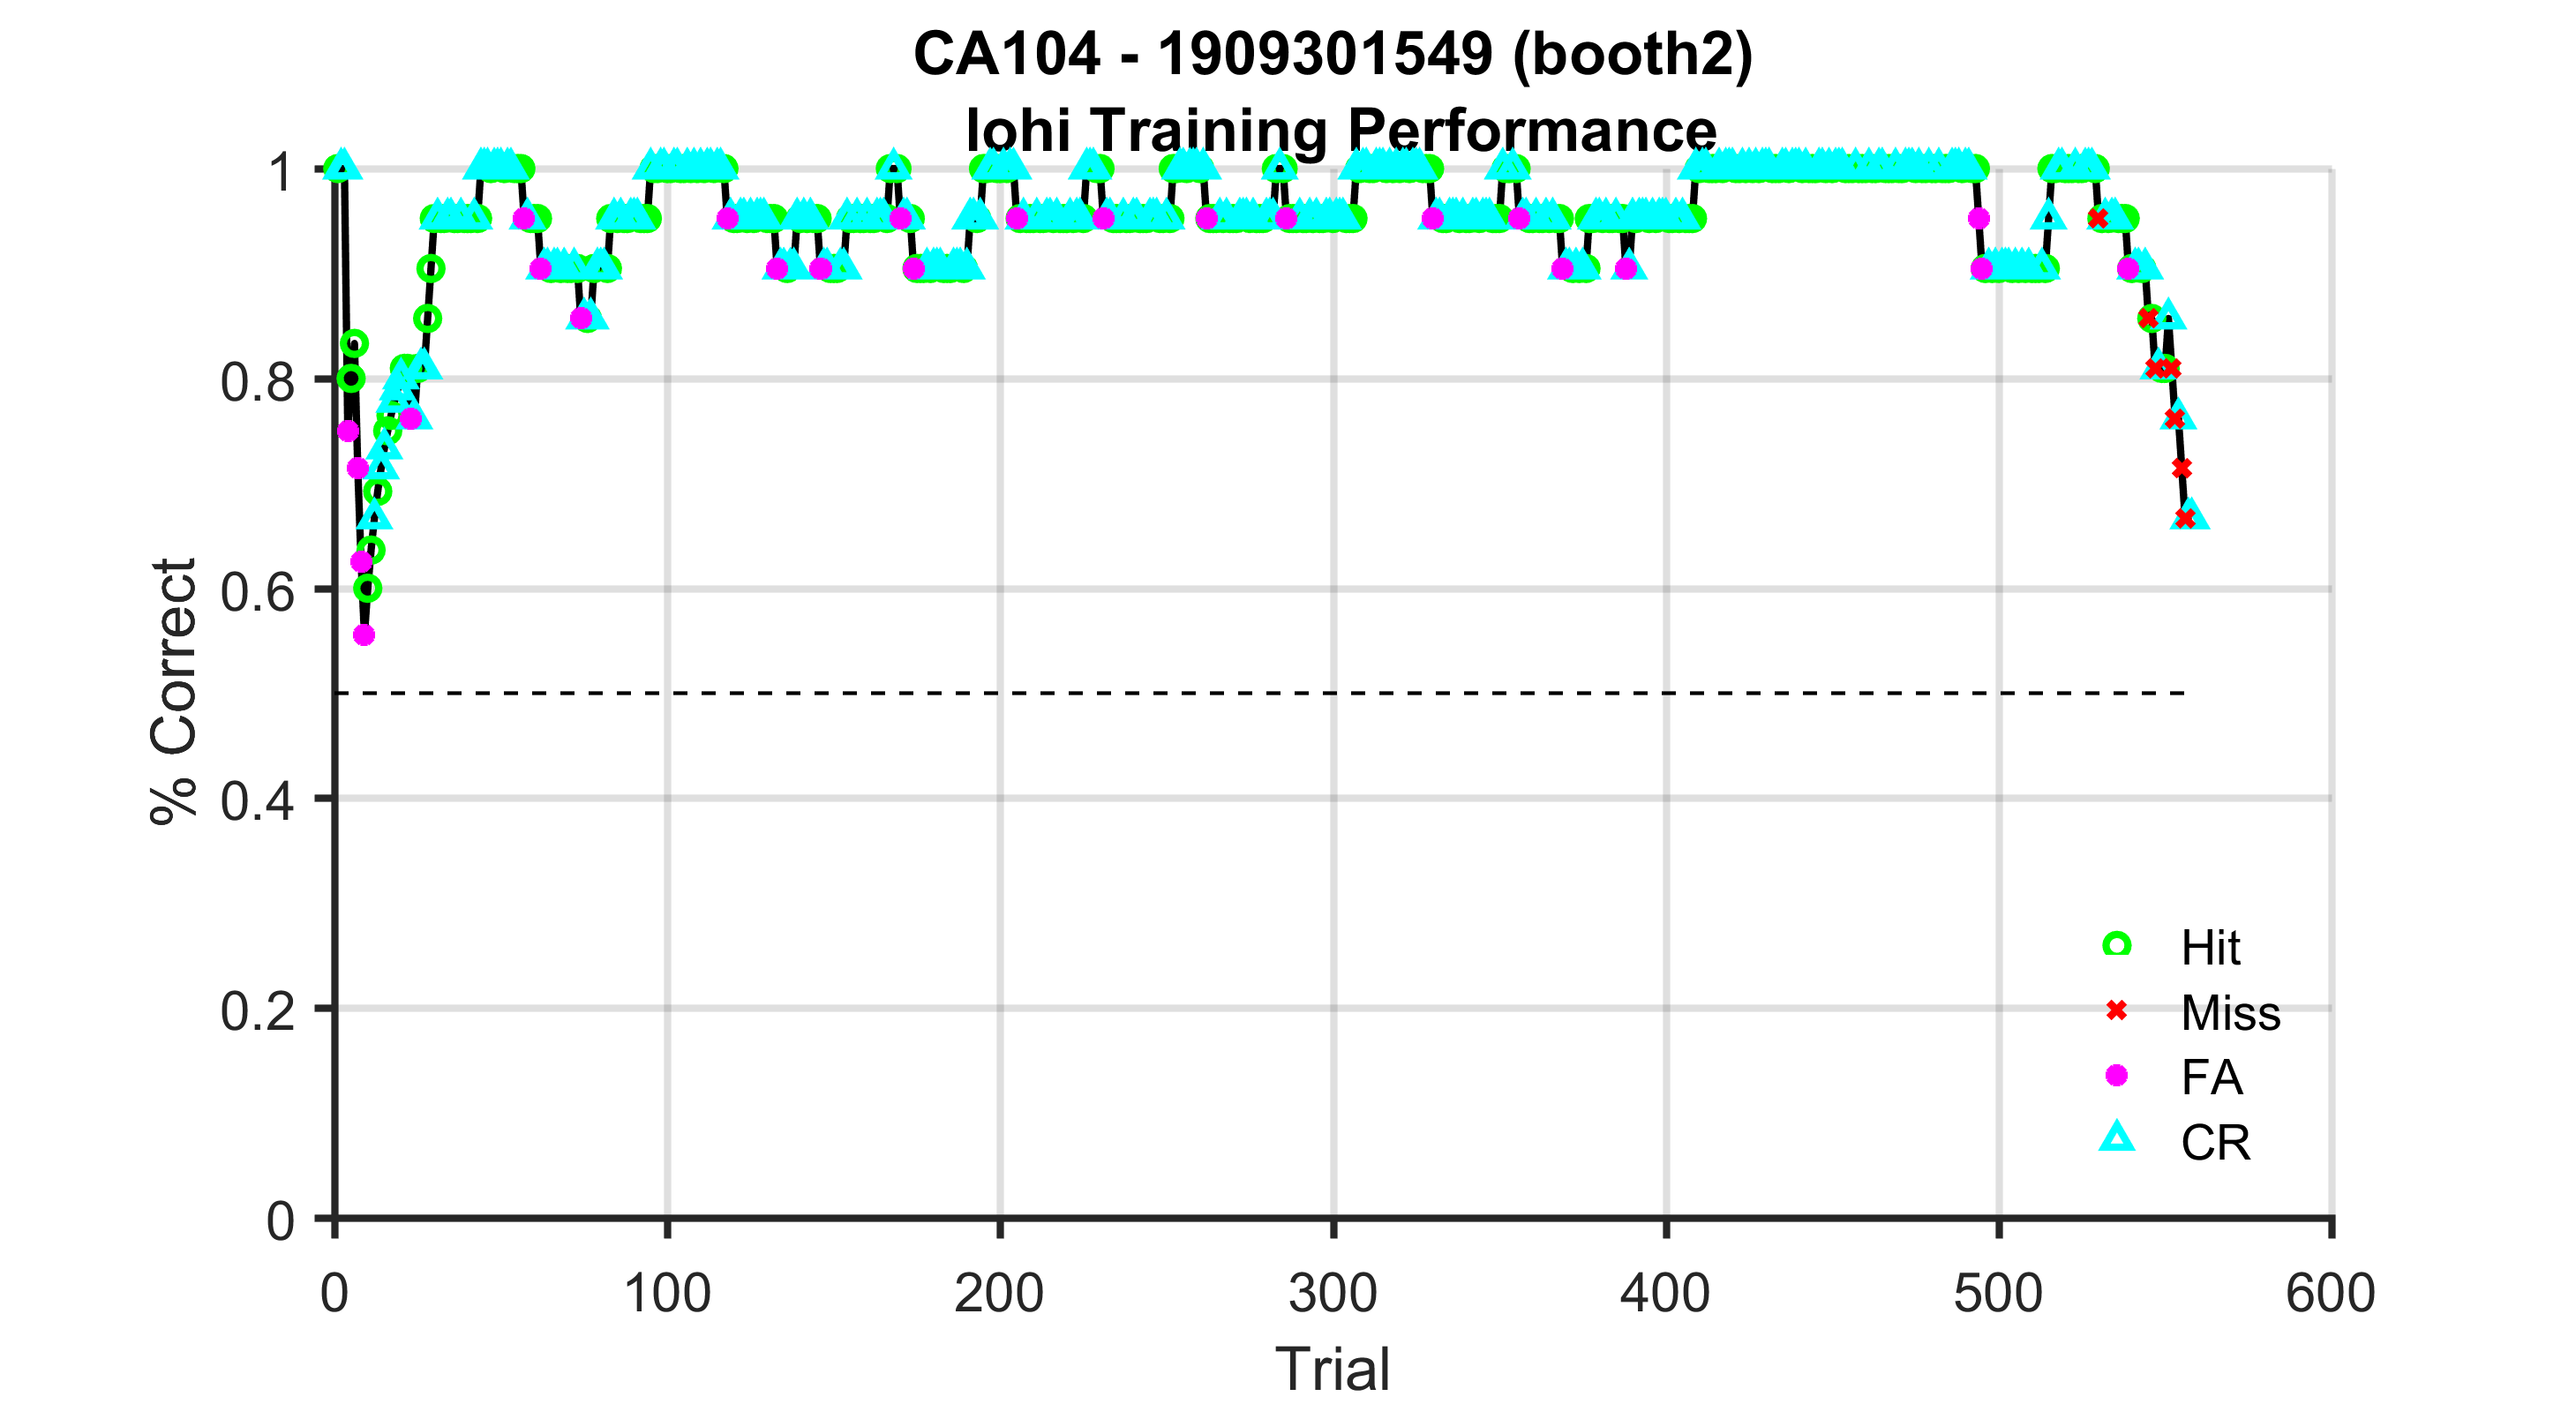 CA104 - 1909301549 (booth2)
lohi Training Performance
% Correct
1
0.8
0.6
0.4
0.2
0
0 100 200 300 400 500 600
Trial
Hit
Miss
FA
CR